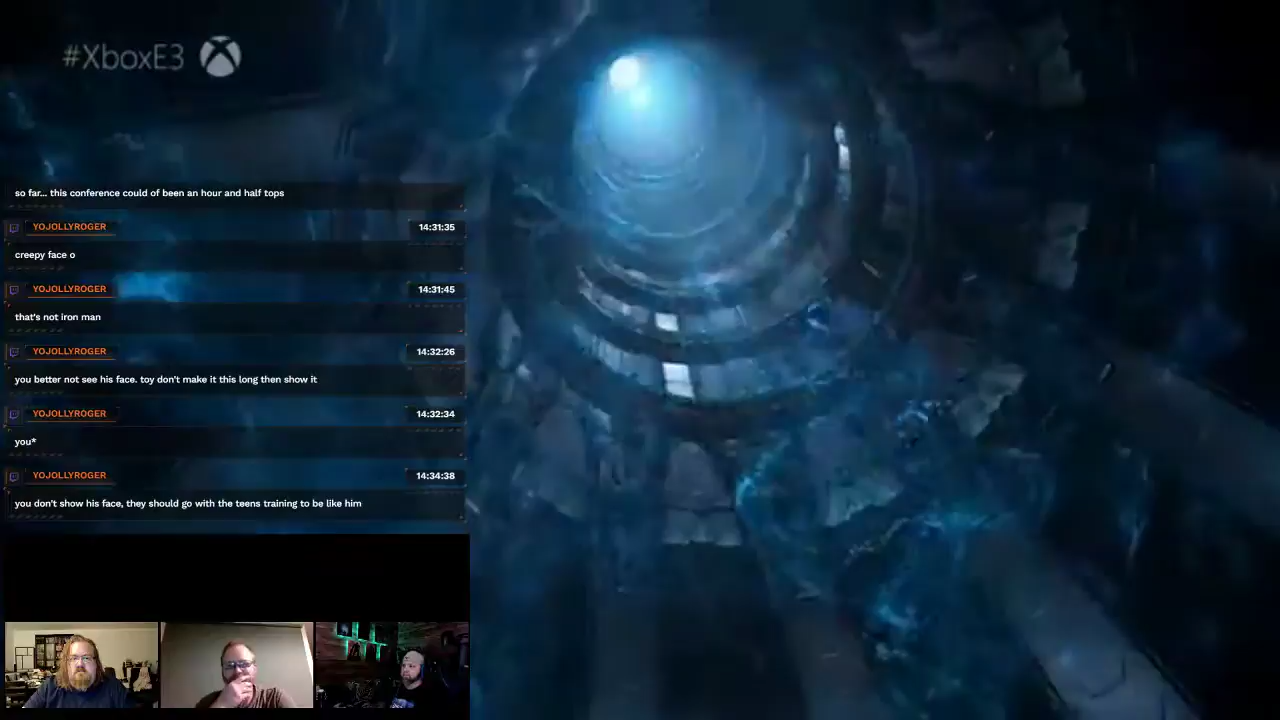 #XboxE3
so far... this conference could of been an hour and half tops
YOJOLLYROGER 14:31:35
creepy face o
YOJOLLYROGER 14:31:45
that's not iron man
YOJOLLYROGER 14:32:26
you better not see his face. toy don't make it this long then show it
YOJOLLYROGER 14:32:34
you*
YOJOLLYROGER 14:34:38
you don't show his face, they should go with the teens training to be like him